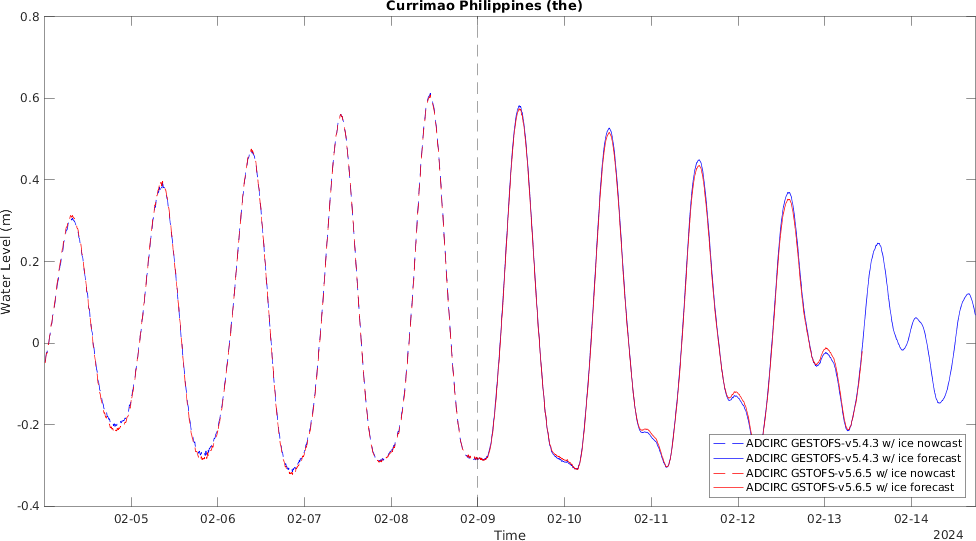 Currimao Philippines (the)
0.8
0.6
0.4
0.2
0
-0.2
-0.4
Water Level (m)
ADCIRC GESTOFS-v5.4.3 w/ ice nowcast
ADCIRC GESTOFS-v5.4.3 w/ ice forecast
ADCIRC GSTOFS-v5.6.5 w/ ice nowcast
ADCIRC GSTOFS-v5.6.5 w/ ice forecast
02-05 02-06 02-07 02-08 02-09 02-10 02-11 02-12 02-13 02-14
Time
2024